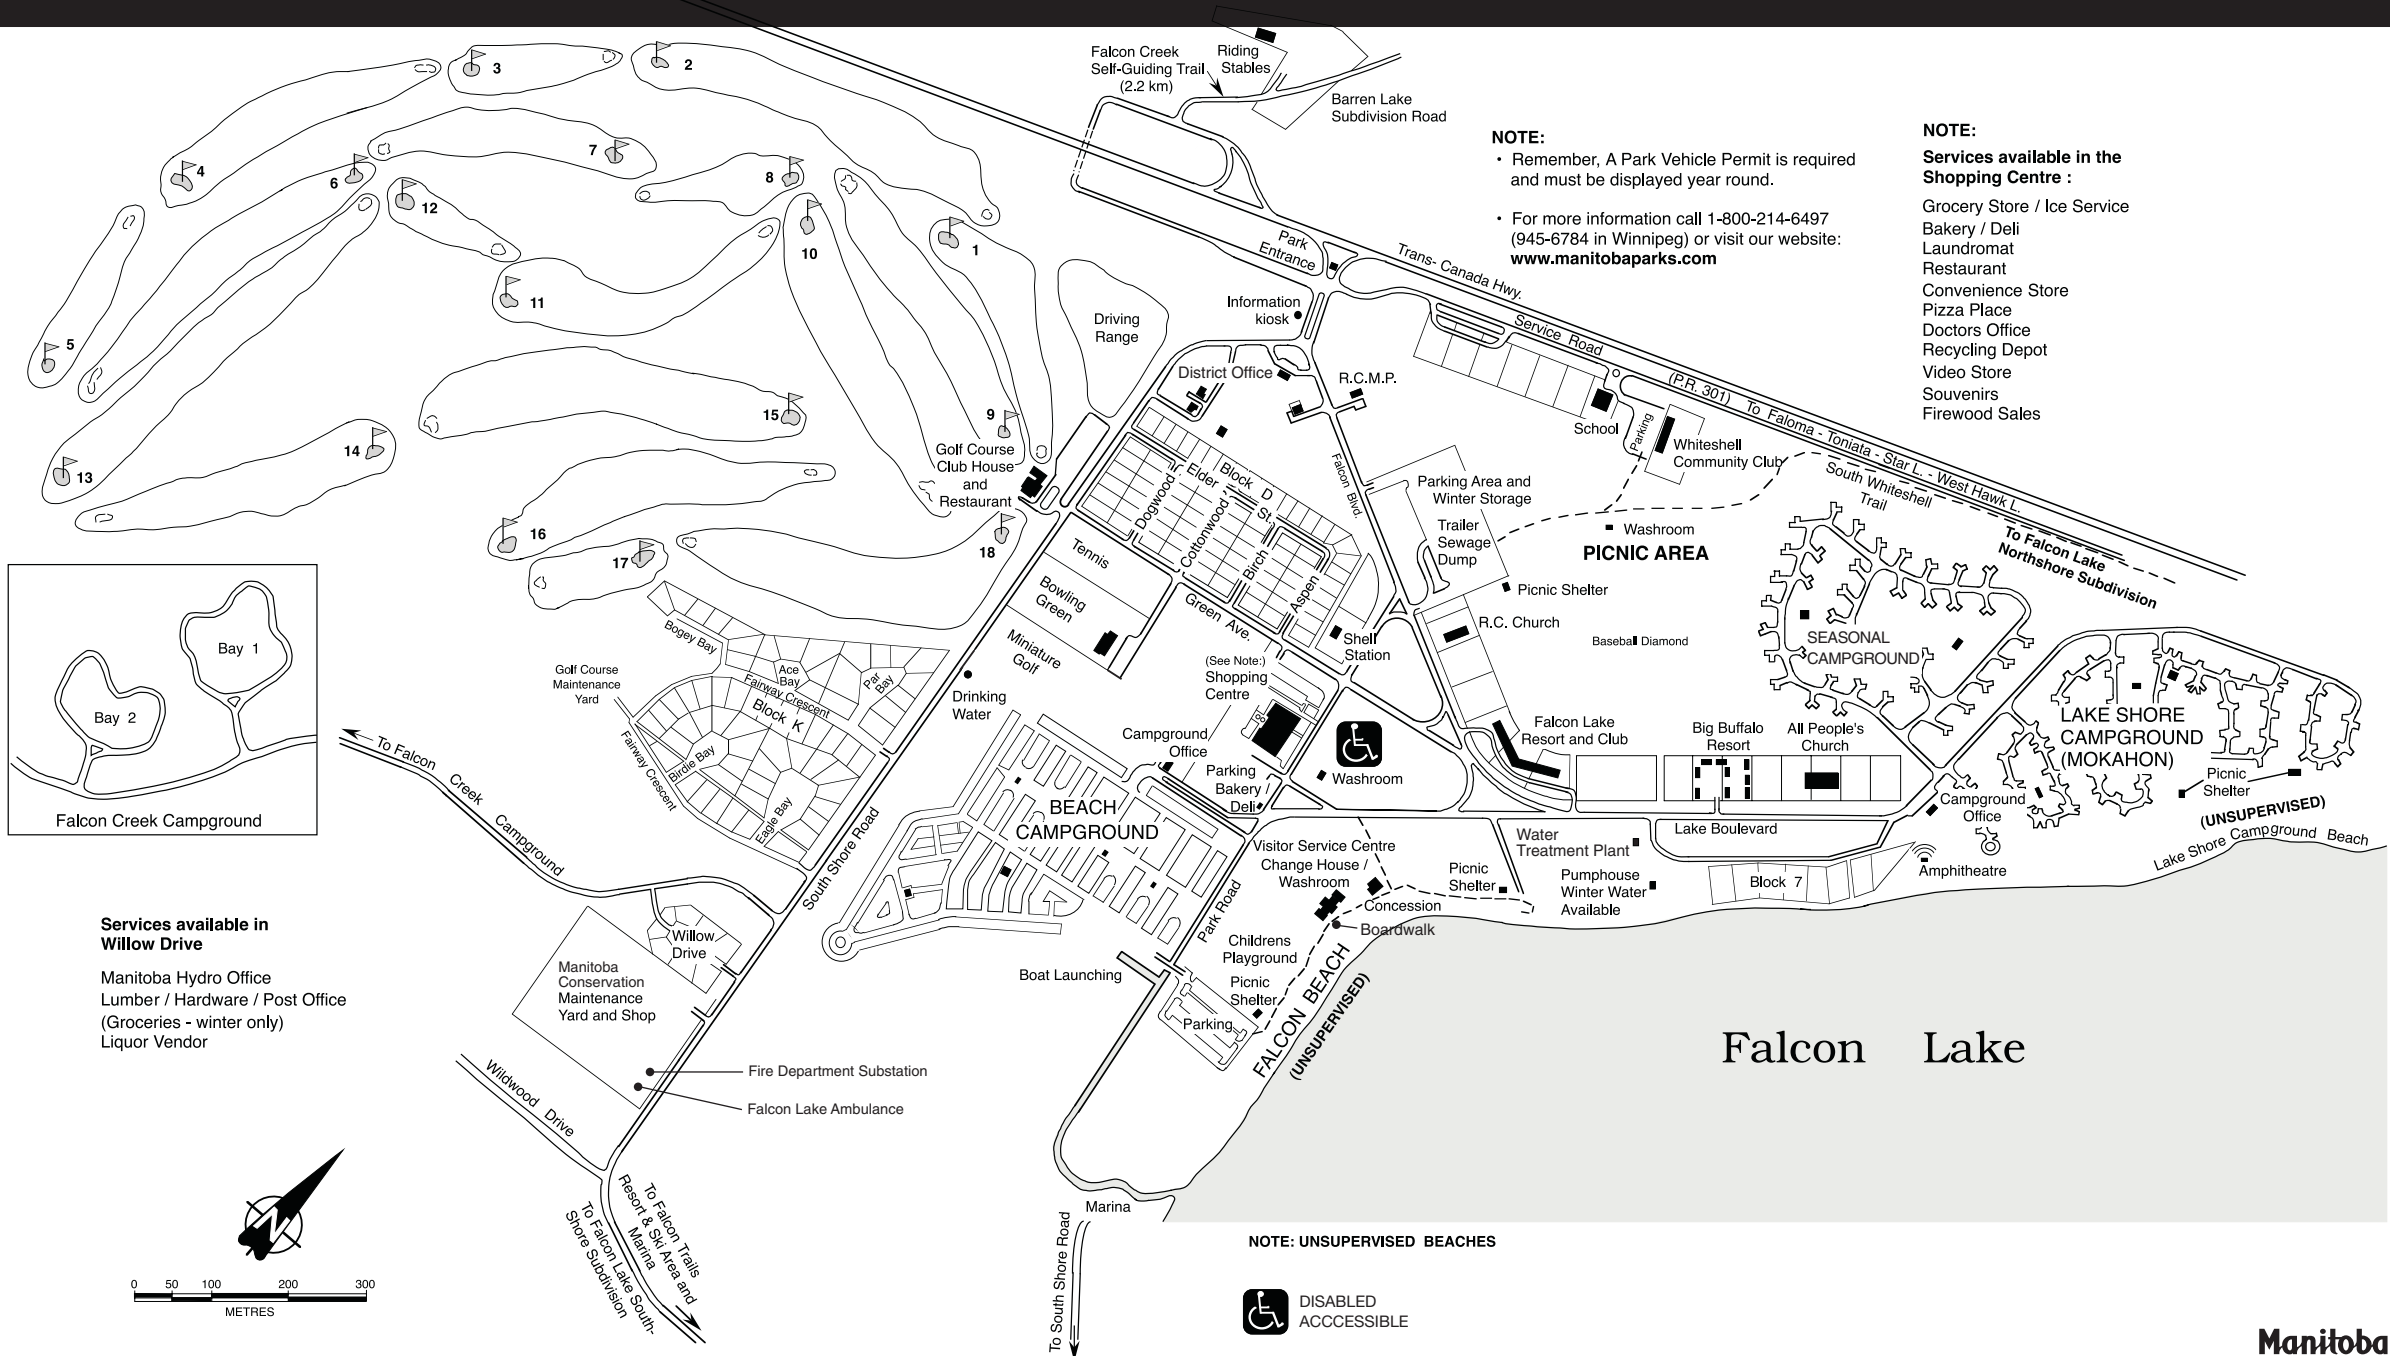 3
2
4
7
6
8
12
5
10
1
11
15
9
14
13
16
17
18
Falcon Creek
Self-Guiding Trail
(2.2 km)
Riding
Stables
Barren Lake
Subdivision Road
NOTE:
• Remember, A Park Vehicle Permit is required
and must be displayed year round.
• For more information call 1-800-214-6497
(945-6784 in Winnipeg) or visit our website:
www.manitobaparks.com
NOTE:
Services available in the
Shopping Centre :
Grocery Store / Ice Service
Bakery / Deli
Laundromat
Restaurant
Convenience Store
Pizza Place
Doctors Office
Recycling Depot
Video Store
Souvenirs
Firewood Sales
Park
Entrance
Trans- Canada Hwy.
Information
kiosk
Service Road
(P.R. 301) To Faloma - Toniata - Star L. - West Hawk L.
Driving
Range
District Office
R.C.M.P.
School
Parking
Whiteshell
Community Club
South Whiteshell
Trail
To Falcon Lake
Northshore Subdivision
Golf Course
Club House
and
Restaurant
Block D
Elder St.
Dogwood
Cottonwood
Birch
Aspen
Falcon Blvd.
Parking Area and
Winter Storage
Trailer
Sewage
Dump
Washroom
PICNIC AREA
Picnic Shelter
R.C. Church
Baseball Diamond
SEASONAL
CAMPGROUND
Tennis
Bowling
Green
Miniature
Golf
Green Ave.
Shell
Station
(See Note:)
Shopping
Centre
Drinking
Water
Bogey Bay
Ace
Bay
Par
Bay
Fairway Crescent
Block K
Golf Course
Maintenance
Yard
Fairway Crescent
Birdie Bay
Eagle Bay
Bay 1
Bay 2
Falcon Creek Campground
To Falcon Creek Campground
South Shore Road
Campground
Office
Parking
Bakery /
Deli
Washroom
Falcon Lake
Resort and Club
Big Buffalo
Resort
All People's
Church
LAKE SHORE
CAMPGROUND
(MOKAHON)
Picnic
Shelter
(UNSUPERVISED)
Lake Shore Campground Beach
Campground
Office
Amphitheatre
Lake Boulevard
Block 7
Water
Treatment Plant
Pumphouse
Winter Water
Available
Picnic
Shelter
BEACH
CAMPGROUND
Visitor Service Centre
Change House /
Washroom
Concession
Boardwalk
Park Road
Childrens
Playground
Picnic
Shelter
Parking
FALCON BEACH
(UNSUPERVISED)
Boat Launching
Falcon Lake
Services available in
Willow Drive
Manitoba Hydro Office
Lumber / Hardware / Post Office
(Groceries - winter only)
Liquor Vendor
Willow
Drive
Manitoba
Conservation
Maintenance
Yard and Shop
Fire Department Substation
Falcon Lake Ambulance
Wildwood Drive
To Falcon Trails
Resort & Ski Area and
Marina
To Falcon Lake South-
Shore Subdivision
Marina
To South Shore Road
N
0 50 100 200 300
METRES
NOTE: UNSUPERVISED BEACHES
DISABLED
ACCCESSIBLE
Manitoba